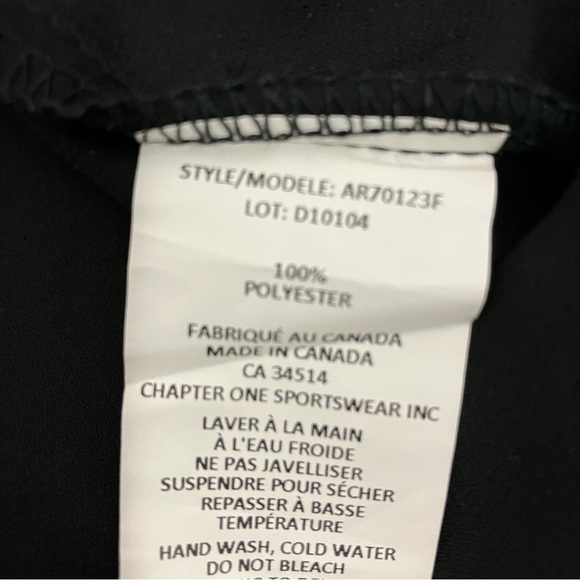 STYLE/MODELE: AR70123F
LOT: D10104
100%
POLYESTER
FABRIQUÉ AU CANADA
MADE IN CANADA
CA 34514
CHAPTER ONE SPORTSWEAR INC
LAVER À LA MAIN
À L'EAU FROIDE
NE PAS JAVELLISER
SUSPENDRE POUR SÉCHER
REPASSER À BASSE
TEMPÉRATURE
HAND WASH, COLD WATER
DO NOT BLEACH